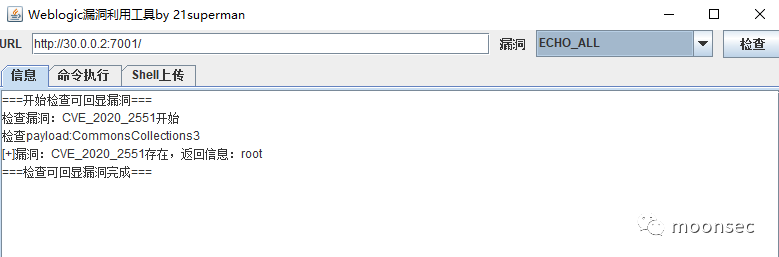 Weblogic漏洞利用工具by 21superman
URL http://30.0.0.2:7001/ 漏洞 ECHO_ALL 检查
信息 命令执行 Shell上传
===开始检查可回显漏洞===
检查漏洞：CVE_2020_2551开始
检查payload:CommonsCollections3
[+]漏洞：CVE_2020_2551存在，返回信息：root
===检查可回显漏洞完成===
moonsec